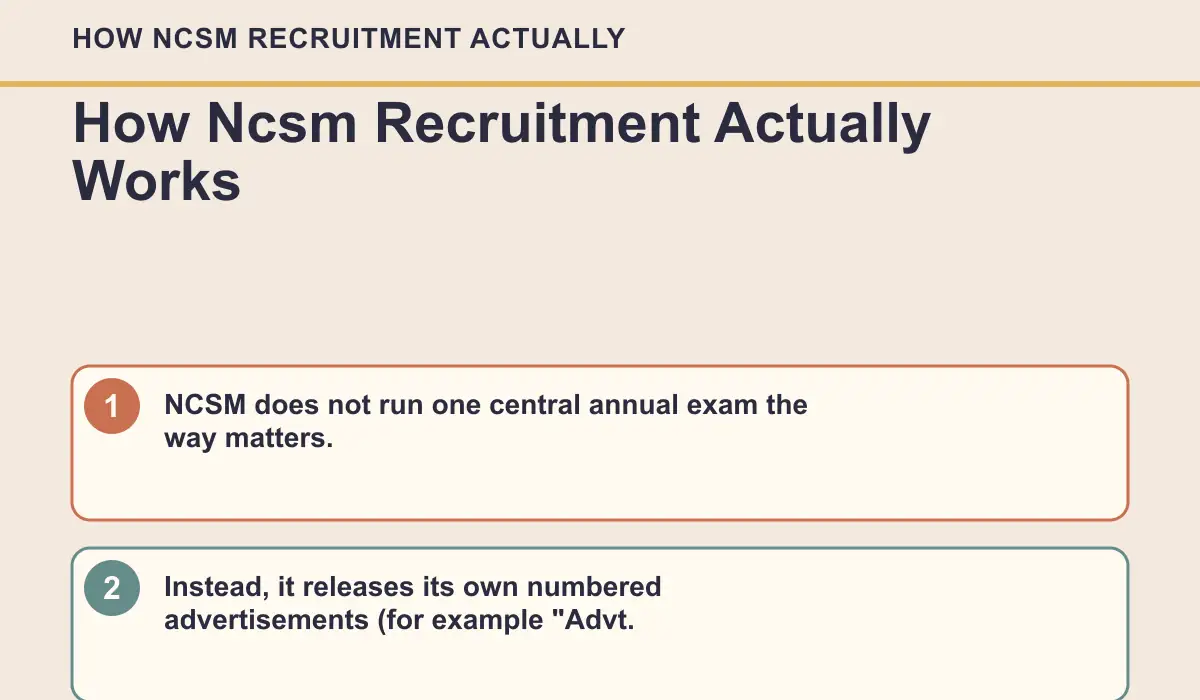 HOW NCSM RECRUITMENT ACTUALLY
How Ncsm Recruitment Actually
Works
1
NCSM does not run one central annual exam the
way matters.
2
Instead, it releases its own numbered
advertisements (for example "Advt.